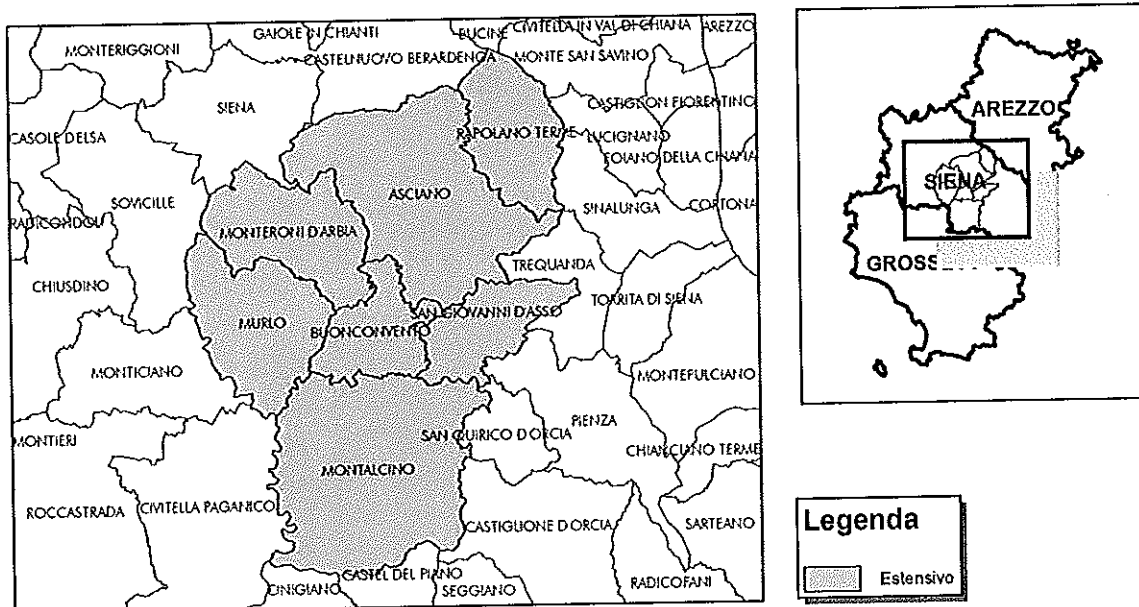 MONTERIGGIONI
GAIOLE IN CHIANTI
BUCINE
CIVITELLA IN VAL DI CHIANA
AREZZO
CASTELNUOVO BERARDENGA
MONTE SAN SAVINO
SIENA
CASTIGLION FIORENTINO
CASOLE DELSA
RAPOLANO TERME
LUCIGNANO
FOIANO DELLA CHIANA
ASCIANO
SOVICILLE
RADICONDOLI
SINALUNGA
CORTONA
MONTERONI D'ARBIA
CHIUSDINO
TREQUANDA
TORRITA DI SIENA
MURLO
BUONCONVENTO
SAN GIOVANNI D'ASSO
MONTICIANO
MONTEPULCIANO
MONTIERI
SAN QUIRICO D'ORCIA
PIENZA
CHIANCIANO TERME
MONTALCINO
ROCCASTRADA
CIVITELLA PAGANICO
CASTIGLIONE D'ORCIA
SARTEANO
CINIGIANO
CASTEL DEL PIANO
SEGGIANO
RADICOFANI
AREZZO
SIENA
GROSS
Legenda
Estensivo